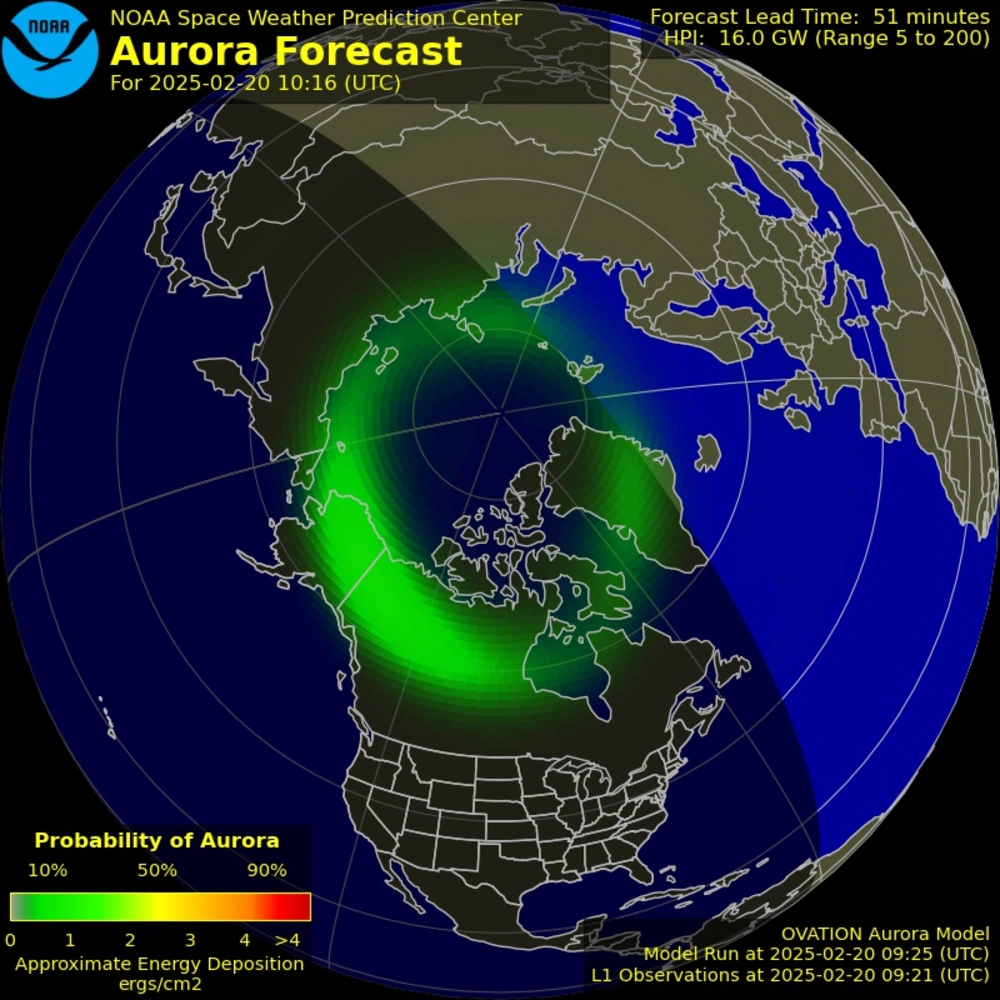 NOAA
NOAA Space Weather Prediction Center
Aurora Forecast
For 2025-02-20 10:16 (UTC)
Forecast Lead Time: 51 minutes
HPI: 16.0 GW (Range 5 to 200)
Probability of Aurora
10% 50% 90%
0 1 2 3 4 >4
Approximate Energy Deposition
ergs/cm2
OVATION Aurora Model
Model Run at 2025-02-20 09:25 (UTC)
L1 Observations at 2025-02-20 09:21 (UTC)